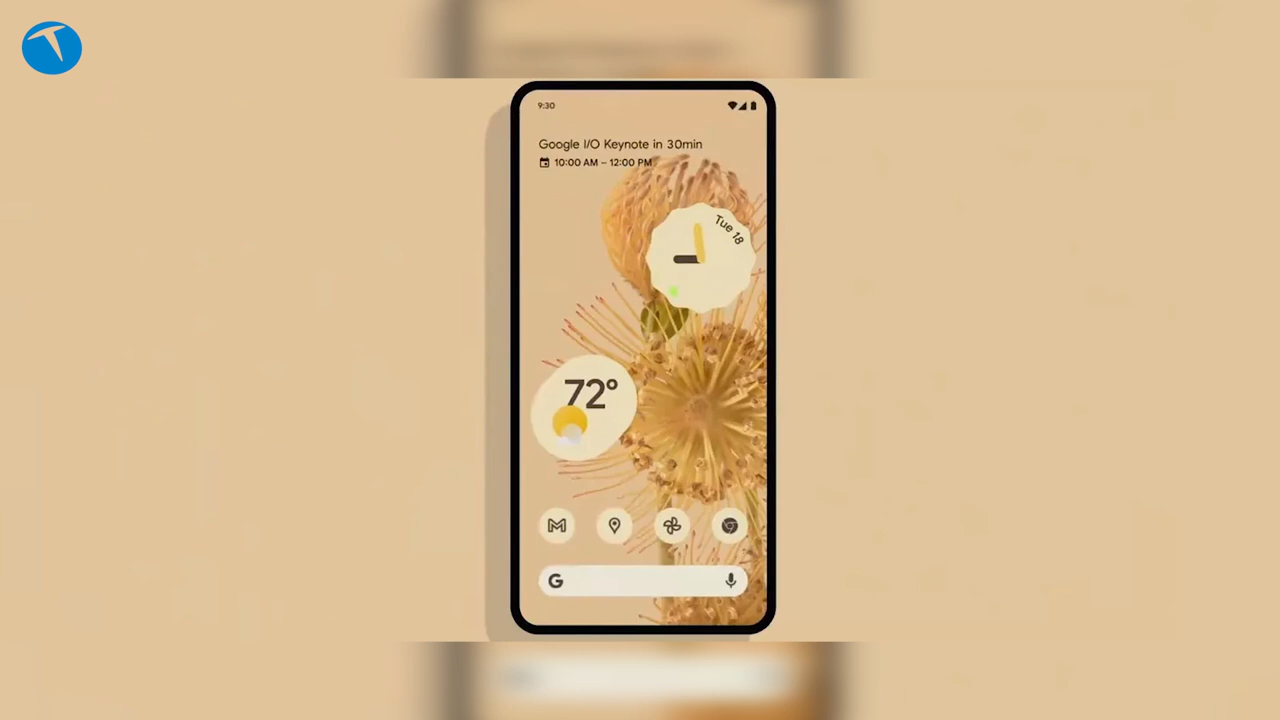 9:30
Google I/O Keynote in 30min
10:00 AM – 12:00 PM
Tue 18
72°
G